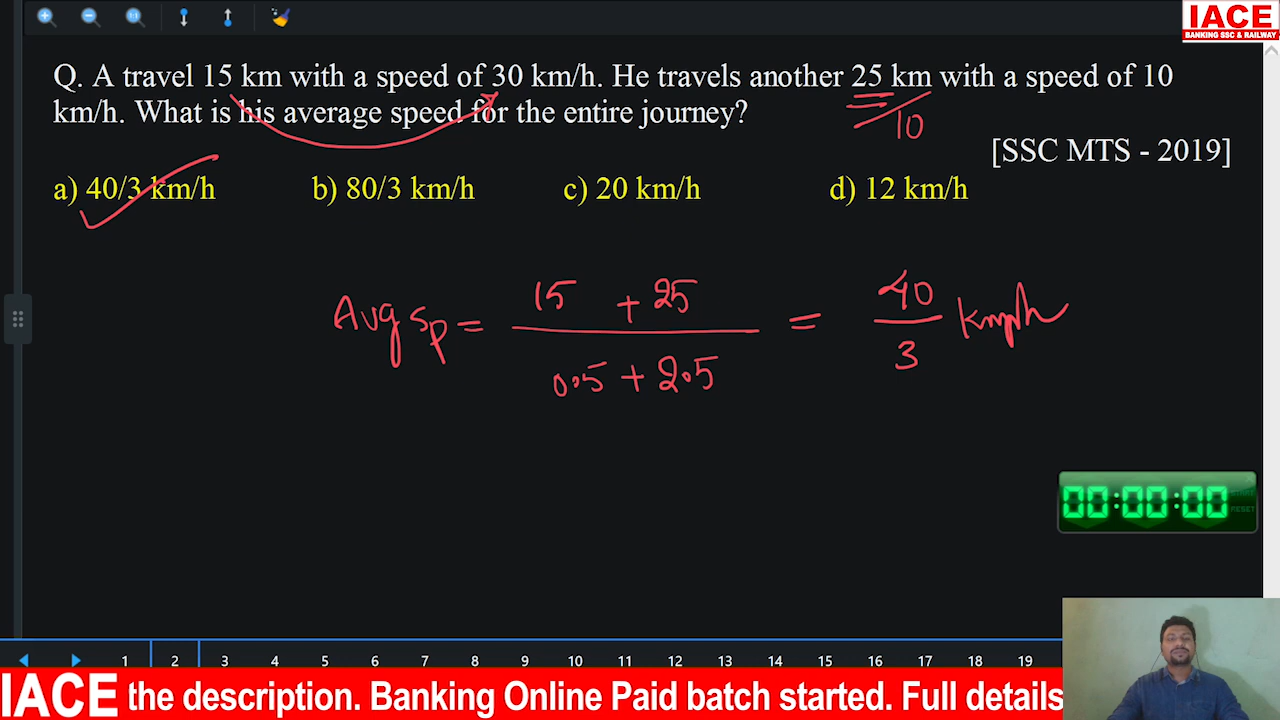 IACE
BANKING SSC & RAILWAY
Q. A travel 15 km with a speed of 30 km/h. He travels another 25 km with a speed of 10
km/h. What is his average speed for the entire journey?
10
[SSC MTS - 2019]
a) 40/3 km/h b) 80/3 km/h c) 20 km/h d) 12 km/h
Avg Sp = 15 + 25 / 0.5 + 2.5 = 40 / 3 kmph
00:00:00
RESET
1 2 3 4 5 6 7 8 9 10 11 12 13 14 15 16 17 18 19
IACE the description. Banking Online Paid batch started. Full details